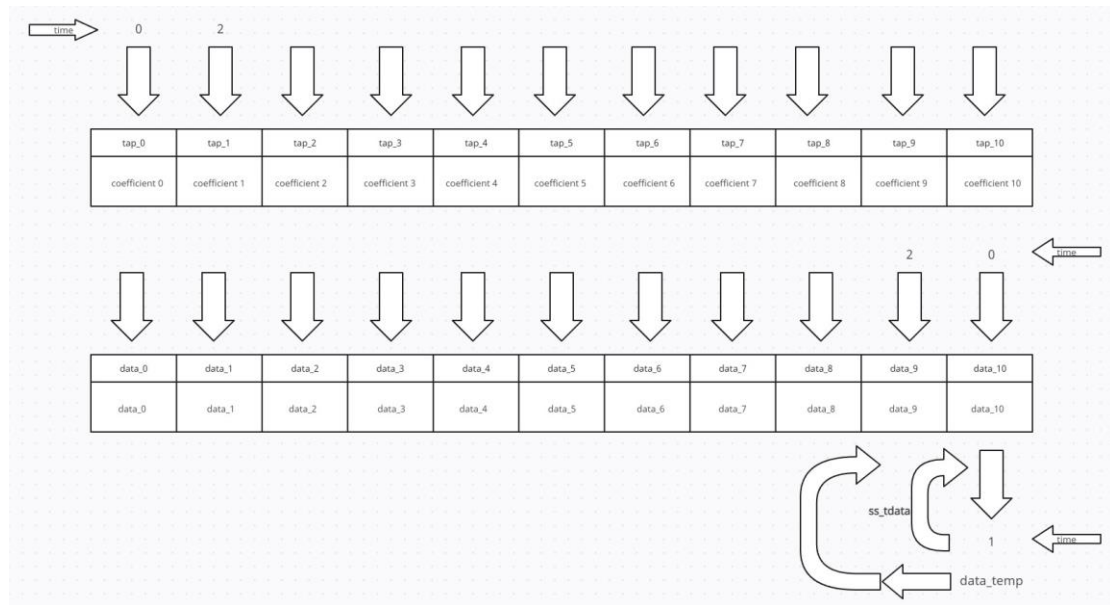 time 0 2
tap_0 tap_1 tap_2 tap_3 tap_4 tap_5 tap_6 tap_7 tap_8 tap_9 tap_10
coefficient 0 coefficient 1 coefficient 2 coefficient 3 coefficient 4 coefficient 5 coefficient 6 coefficient 7 coefficient 8 coefficient 9 coefficient 10
2 0 time
data_0 data_1 data_2 data_3 data_4 data_5 data_6 data_7 data_8 data_9 data_10
data_0 data_1 data_2 data_3 data_4 data_5 data_6 data_7 data_8 data_9 data_10
ss_tdata
1 time
data_temp